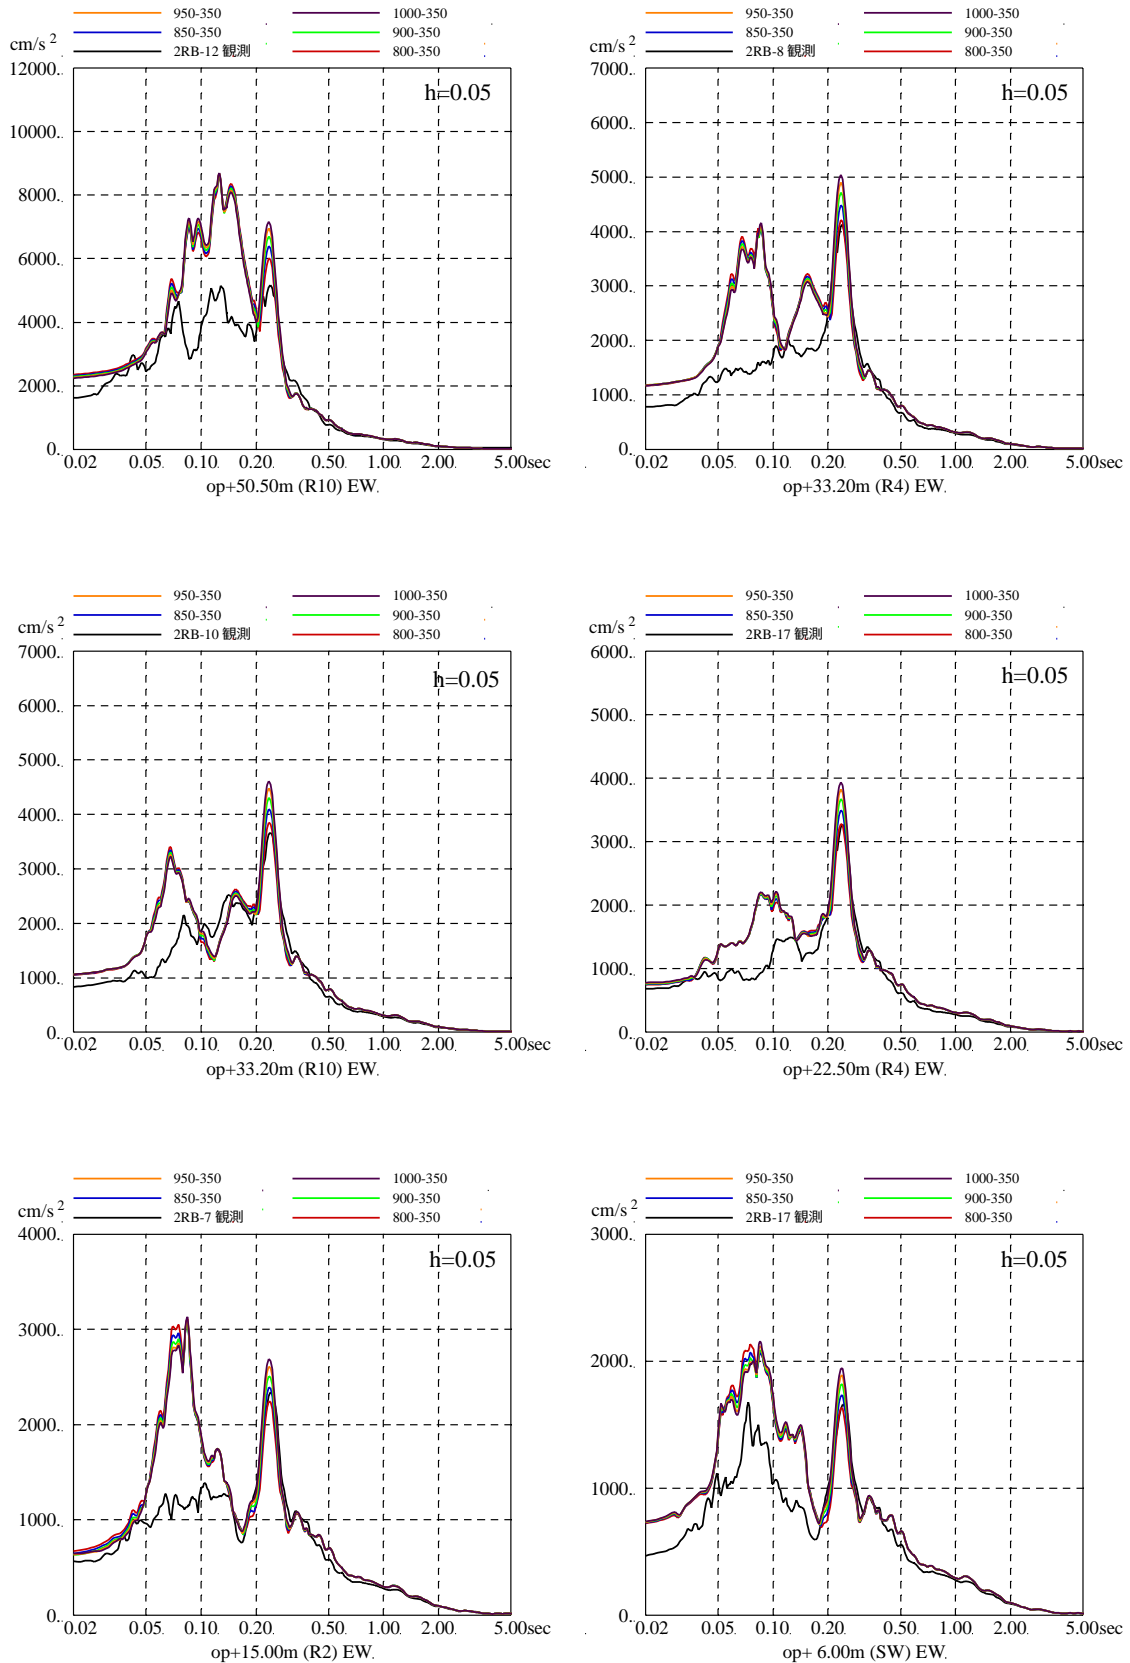 950-350 1000-350
850-350 900-350
2RB-12 観測 800-350
cm/s 2
h=0.05
12000.
10000.
8000.
6000.
4000.
2000.
0.
0.02 0.05 0.10 0.20 0.50 1.00 2.00 5.00sec
op+50.50m (R10) EW
950-350 1000-350
850-350 900-350
2RB-8 観測 800-350
cm/s 2
h=0.05
7000.
6000.
5000.
4000.
3000.
2000.
1000.
0.
0.02 0.05 0.10 0.20 0.50 1.00 2.00 5.00sec
op+33.20m (R4) EW
950-350 1000-350
850-350 900-350
2RB-10 観測 800-350
cm/s 2
h=0.05
7000.
6000.
5000.
4000.
3000.
2000.
1000.
0.
0.02 0.05 0.10 0.20 0.50 1.00 2.00 5.00sec
op+33.20m (R10) EW
950-350 1000-350
850-350 900-350
2RB-17 観測 800-350
cm/s 2
h=0.05
6000.
5000.
4000.
3000.
2000.
1000.
0.
0.02 0.05 0.10 0.20 0.50 1.00 2.00 5.00sec
op+22.50m (R4) EW
950-350 1000-350
850-350 900-350
2RB-7 観測 800-350
cm/s 2
h=0.05
4000.
3000.
2000.
1000.
0.
0.02 0.05 0.10 0.20 0.50 1.00 2.00 5.00sec
op+15.00m (R2) EW
950-350 1000-350
850-350 900-350
2RB-17 観測 800-350
cm/s 2
h=0.05
3000.
2000.
1000.
0.
0.02 0.05 0.10 0.20 0.50 1.00 2.00 5.00sec
op+ 6.00m (SW) EW